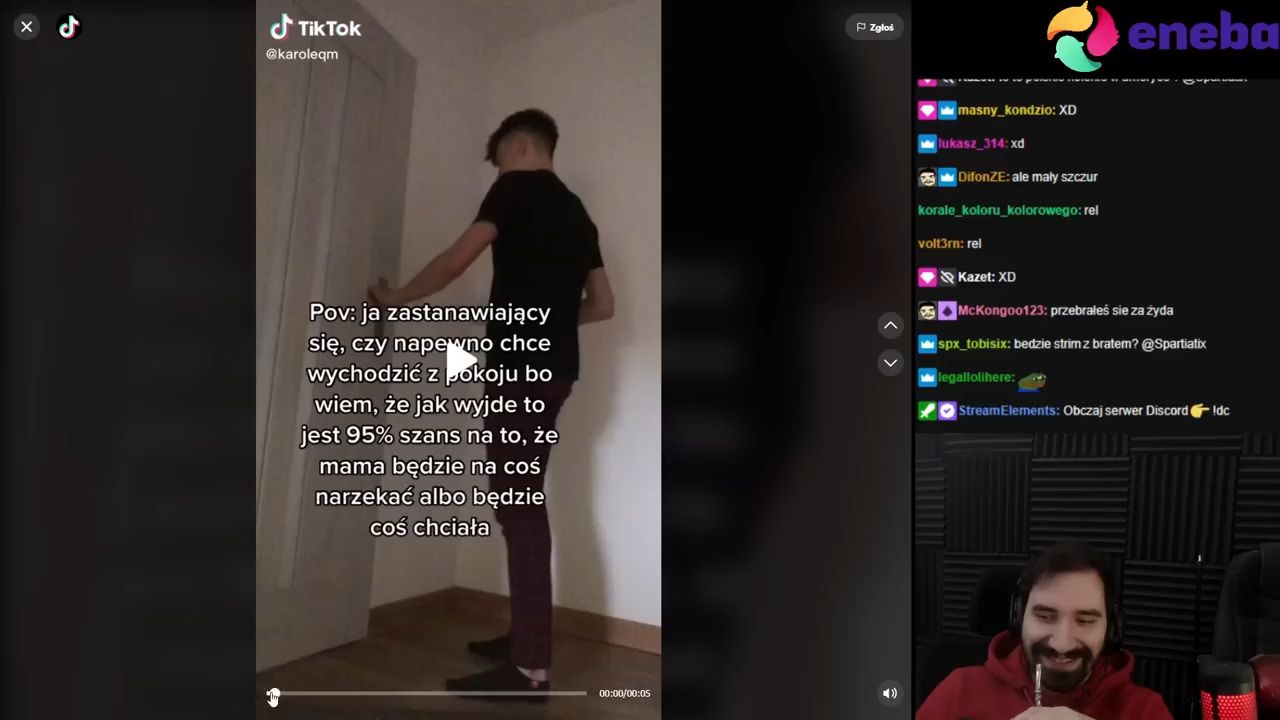 TikTok
@karoleqm
Zgłoś
Pov: ja zastanawiający
się, czy napewno chce
wychodzić z pokoju bo
wiem, że jak wyjde to
jest 95% szans na to, że
mama będzie na coś
narzekać albo będzie
coś chciała
00:00/00:05
eneba
masny_kondzio: XD
lukasz_314: xd
DifonZE: ale mały szczur
korale_koloru_kolorowego: rel
volt3rn: rel
Kazet: XD
McKongoo123: przebrałeś sie za żyda
spx_tobisix: bedzie strim z bratem? @Spartiatix
legallolihere:
StreamElements: Obczaj serwer Discord 👉 !dc